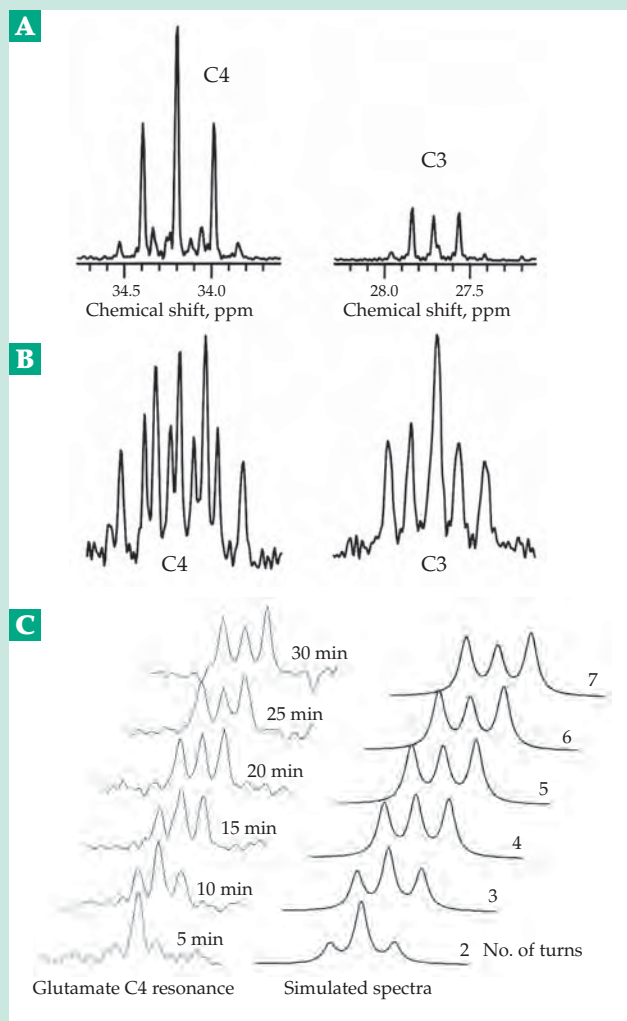 A
C4
C3
34.5 34.0 28.0 27.5
Chemical shift, ppm Chemical shift, ppm
B
C4 C3
C
30 min
7
25 min
6
20 min
5
15 min
4
10 min
3
5 min
2 No. of turns
Glutamate C4 resonance Simulated spectra